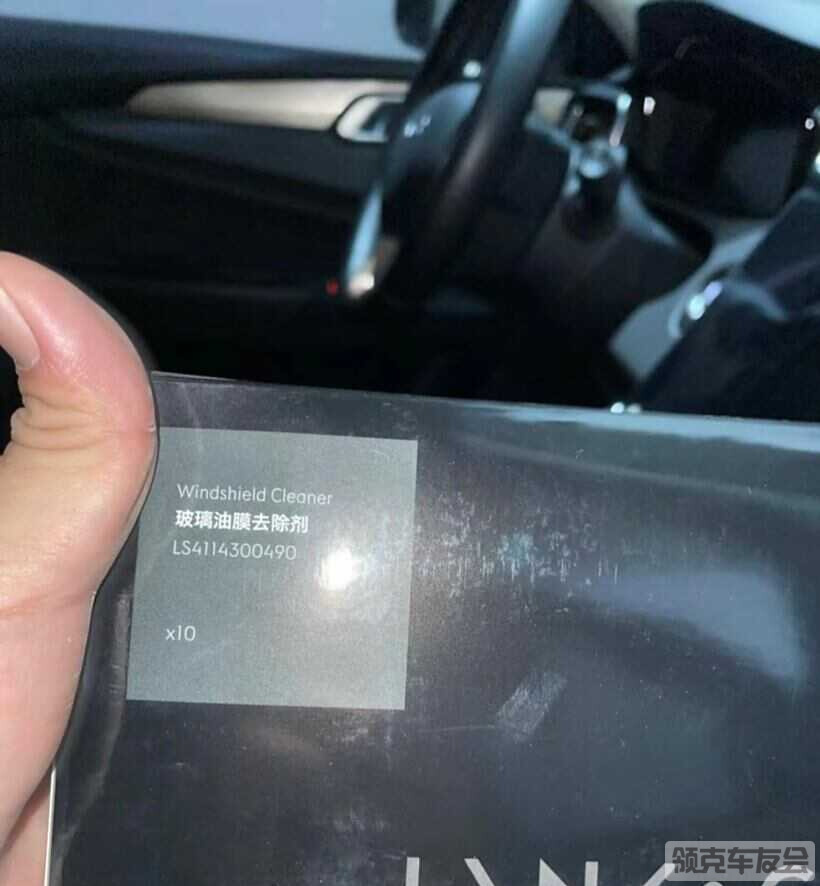 Windshield Cleaner
玻璃油膜去除剂
LS4114300490
x10
领克车友会